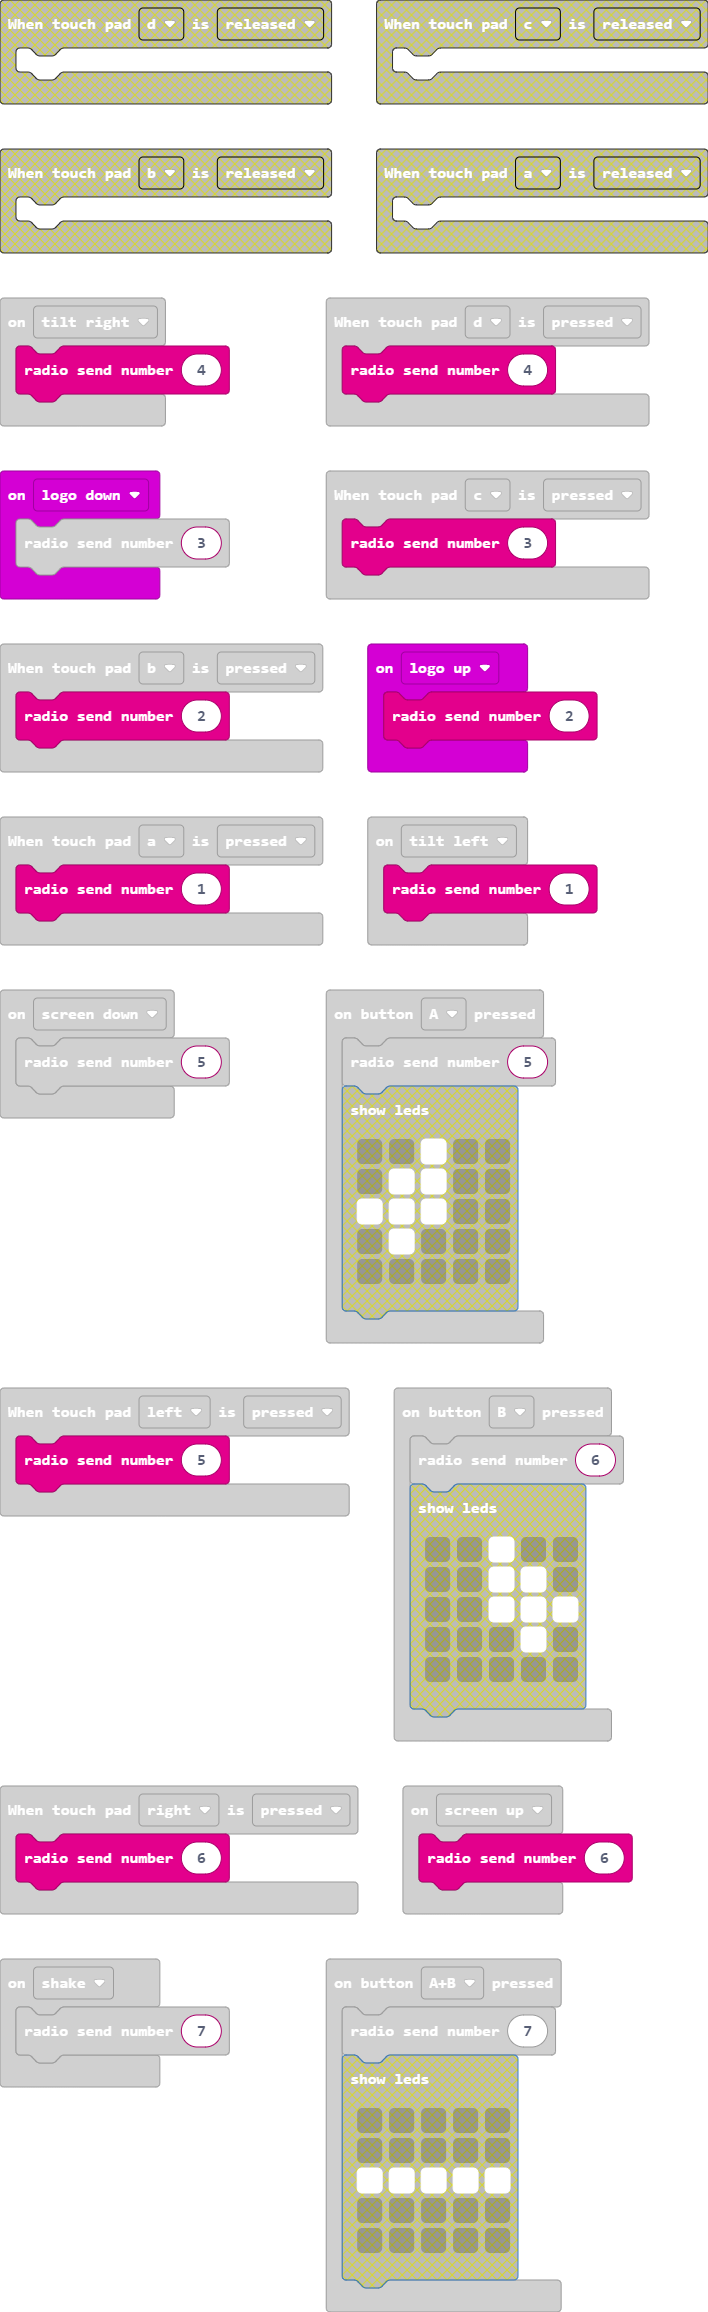 When touch pad d is released
When touch pad c is released
When touch pad b is released
When touch pad a is released
on tilt right
radio send number 4
When touch pad d is pressed
radio send number 4
on logo down
radio send number 3
When touch pad c is pressed
radio send number 3
When touch pad b is pressed
radio send number 2
on logo up
radio send number 2
When touch pad a is pressed
radio send number 1
on tilt left
radio send number 1
on screen down
radio send number 5
on button A pressed
radio send number 5
show leds
When touch pad left is pressed
radio send number 5
on button B pressed
radio send number 6
show leds
When touch pad right is pressed
radio send number 6
on screen up
radio send number 6
on shake
radio send number 7
on button A+B pressed
radio send number 7
show leds